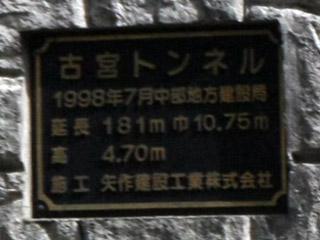 古宮トンネル
1998年7月中部地方建設局
延長 181m 巾10.75m
高 4.70m
施工 矢作建設工業株式会社